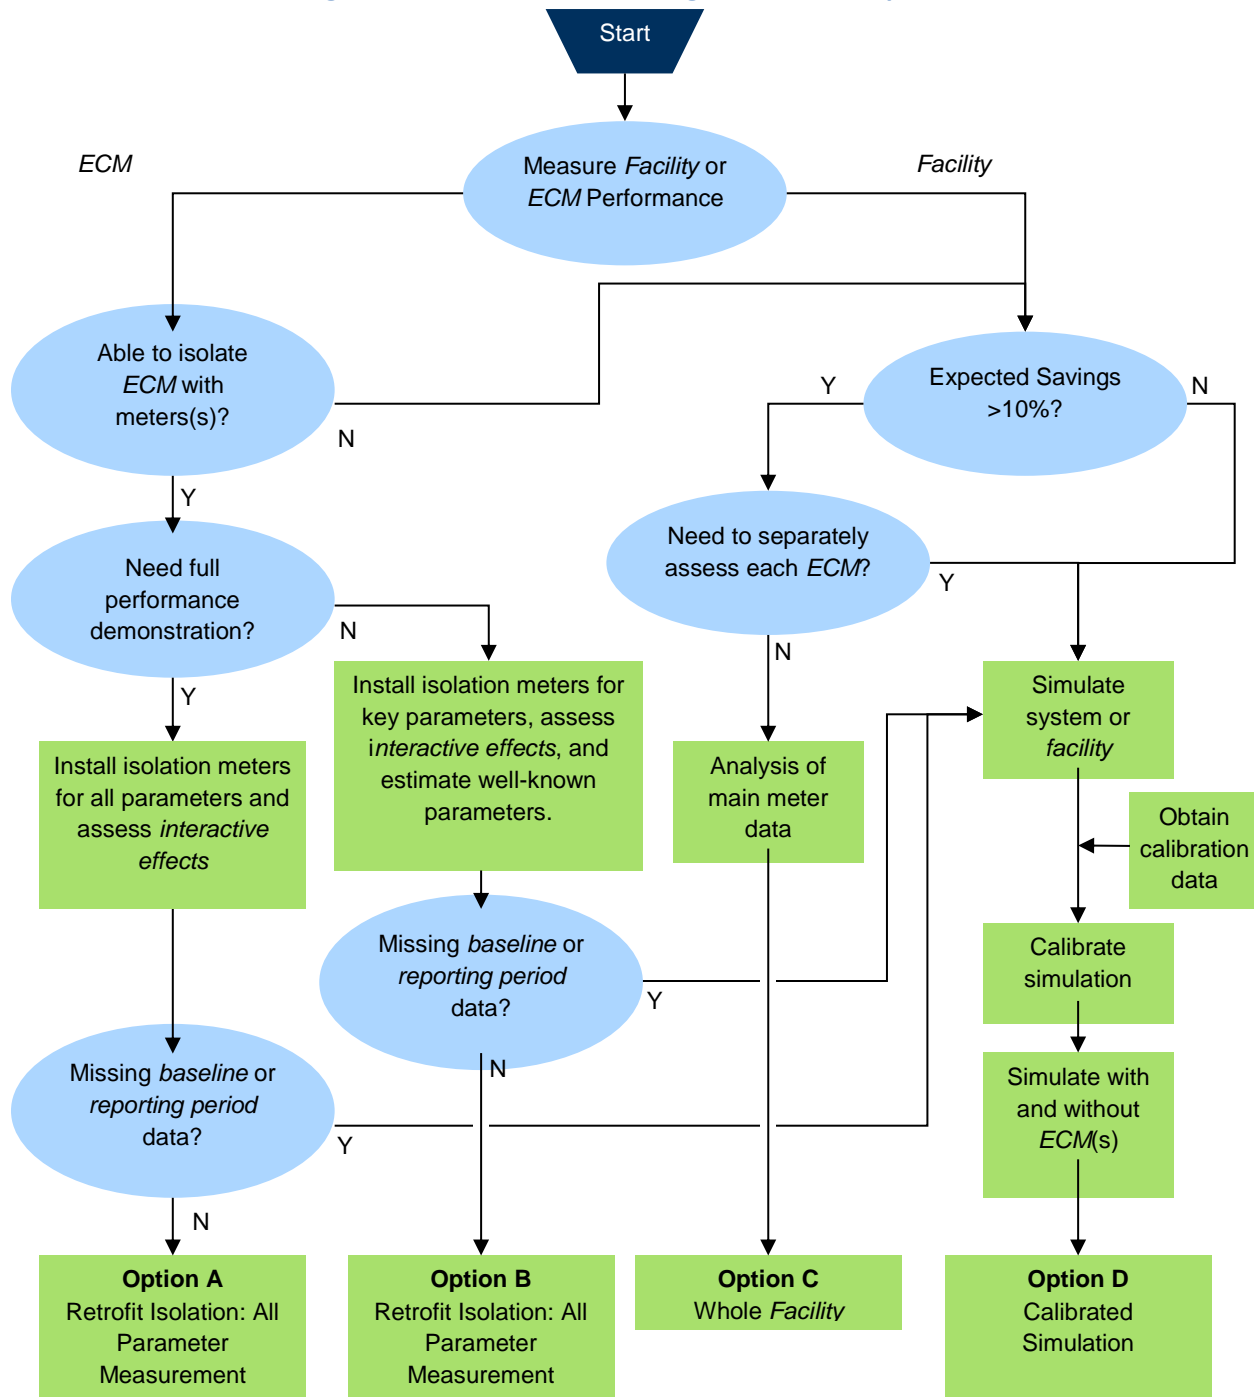 Start
Measure Facility or
ECM Performance
ECM
Facility
Able to isolate
ECM with
meters(s)?
N
Y
Expected Savings
>10%?
Y
N
Need full
performance
demonstration?
N
Y
Need to separately
assess each ECM?
Y
N
Install isolation meters for
key parameters, assess
interactive effects, and
estimate well-known
parameters.
Install isolation meters
for all parameters and
assess interactive
effects
Analysis of
main meter
data
Simulate
system or
facility
Obtain
calibration
data
Missing baseline or
reporting period
data?
Y
N
Calibrate
simulation
Missing baseline or
reporting period
data?
Y
N
Simulate with
and without
ECM(s)
Option A
Retrofit Isolation: All
Parameter
Measurement
Option B
Retrofit Isolation: All
Parameter
Measurement
Option C
Whole Facility
Option D
Calibrated
Simulation